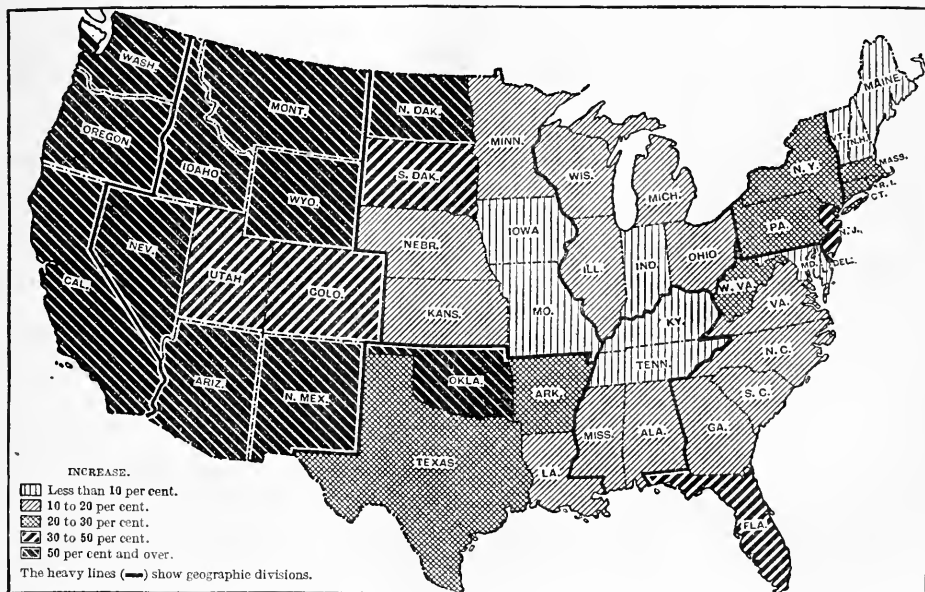 WASH.
MONT.
N. DAK.
MINN.
MAINE
OREGON
IDAHO
S. DAK.
WIS.
MICH.
N.H.
N.Y.
MASS.
R.I.
CT.
WYO.
IOWA
PA.
N.J.
NEV.
NEBR.
ILL.
IND.
OHIO
MD.
DEL.
CAL.
UTAH
COLO.
KANS.
MO.
KY.
W. VA.
VA.
TENN.
N.C.
ARIZ.
N. MEX.
OKLA.
ARK.
S.C.
MISS.
ALA.
GA.
TEXAS
LA.
FLA.
INCREASE.
Less than 10 per cent.
10 to 20 per cent.
20 to 30 per cent.
30 to 50 per cent.
50 per cent and over.
The heavy lines (▬) show geographic divisions.